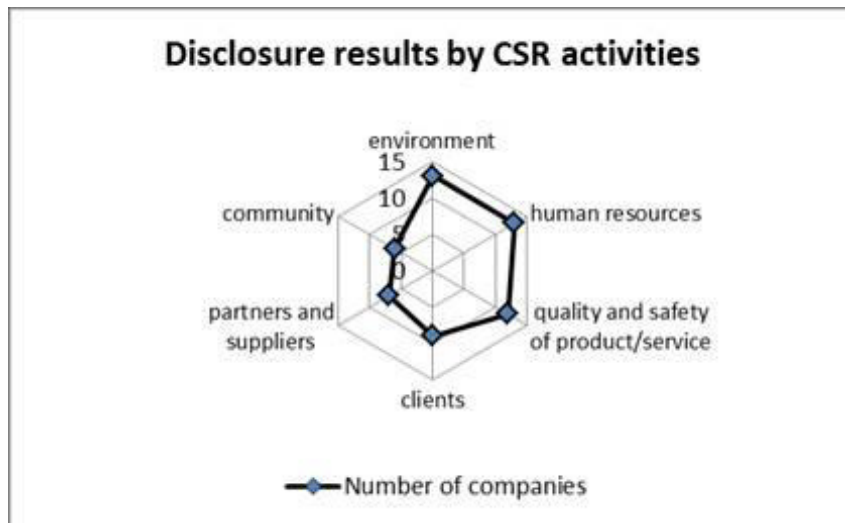 Disclosure results by CSR activities
environment
15
10
5
0
human resources
quality and safety
of product/service
clients
partners and
suppliers
community
Number of companies